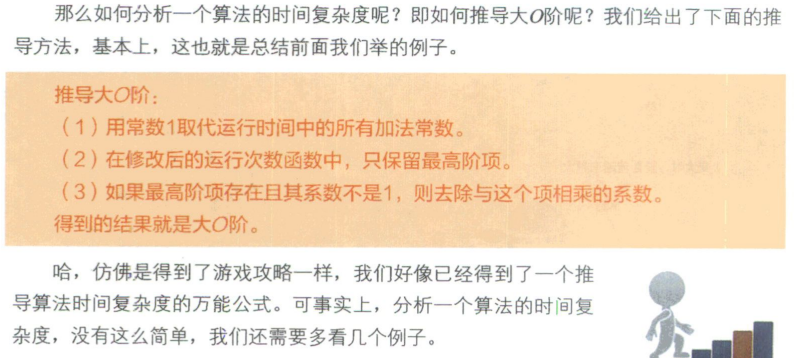 那么如何分析一个算法的时间复杂度呢？即如何推导大O阶呢？我们给出了下面的推
导方法，基本上，这也就是总结前面我们举的例子。
推导大O阶：
（1）用常数1取代运行时间中的所有加法常数。
（2）在修改后的运行次数函数中，只保留最高阶项。
（3）如果最高阶项存在且其系数不是1，则去除与这个项相乘的系数。
得到的结果就是大O阶。
哈，仿佛是得到了游戏攻略一样，我们好像已经得到了一个推
导算法时间复杂度的万能公式。可事实上，分析一个算法的时间复
杂度，没有这么简单，我们还需要多看几个例子。